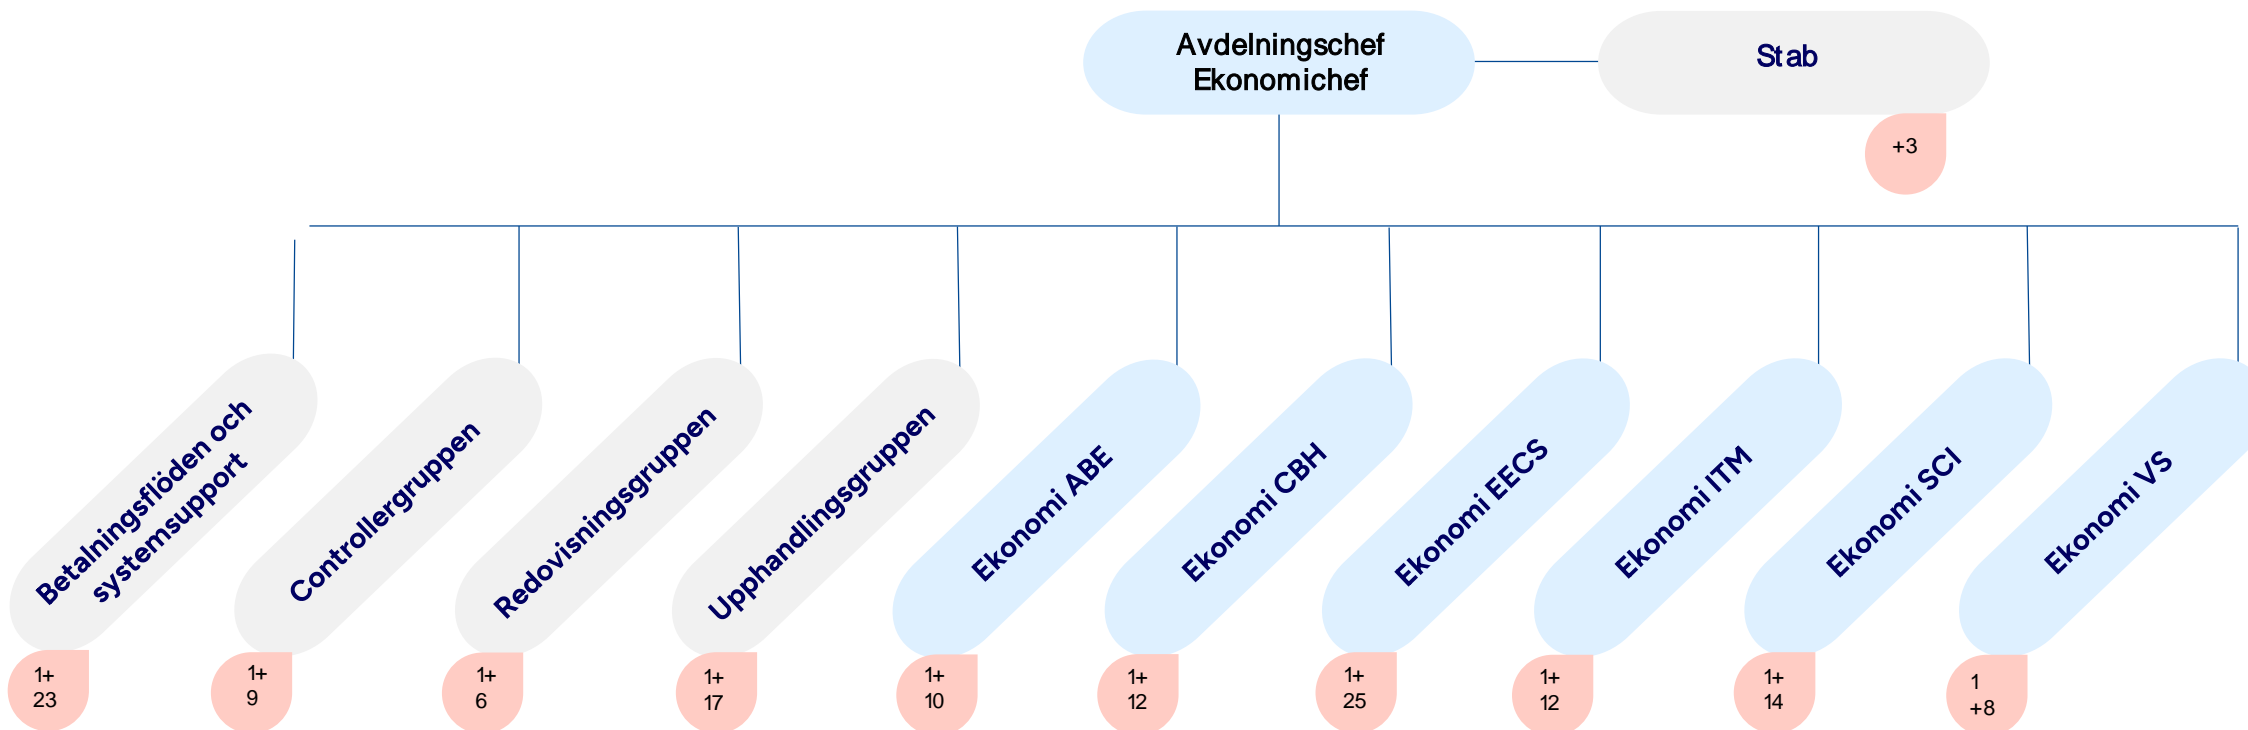 Avdelningschef
Ekonomichef
Stab
+3
Betalningsflöden och
systemsupport
Controllergruppen
Redovisningsgruppen
Upphandlingsgruppen
Ekonomi ABE
Ekonomi CBH
Ekonomi EECS
Ekonomi ITM
Ekonomi SCI
Ekonomi VS
1+
23
1+
9
1+
6
1+
17
1+
10
1+
12
1+
25
1+
12
1+
14
1
+8